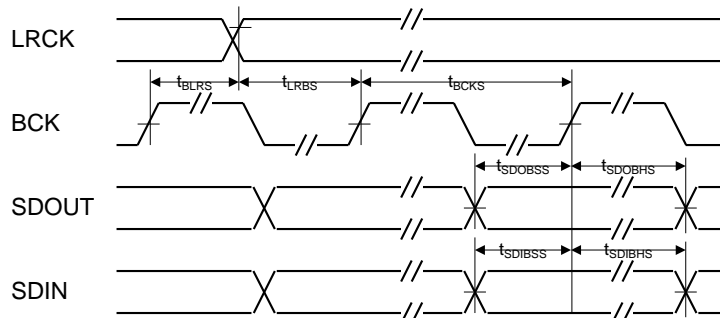 LRCK
tBLRS tLRBS tBCKS
BCK
tSDOBSS tSDOBHS
SDOUT
tSDIBSS tSDIBHS
SDIN